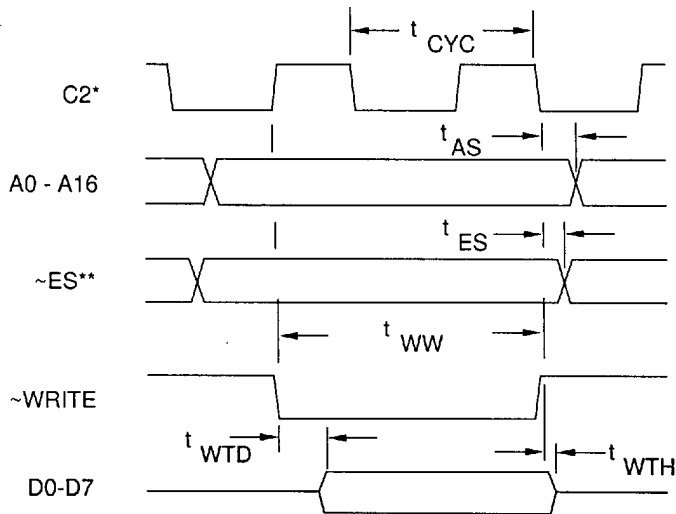 t CYC
C2*
t AS
A0 - A16
t ES
~ES**
t WW
~WRITE
t WTD
t WTH
D0-D7